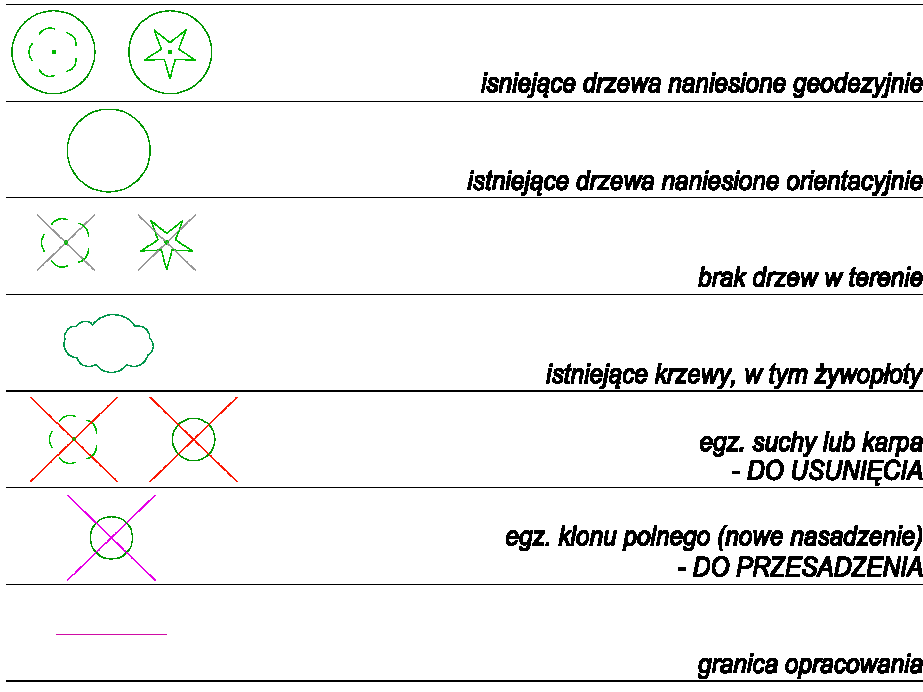 isniejące drzewa naniesione geodezyjnie
istniejące drzewa naniesione orientacyjnie
brak drzew w terenie
istniejące krzewy, w tym żywopłoty
egz. suchy lub karpa
- DO USUNIĘCIA
egz. klonu polnego (nowe nasadzenie)
- DO PRZESADZENIA
granica opracowania